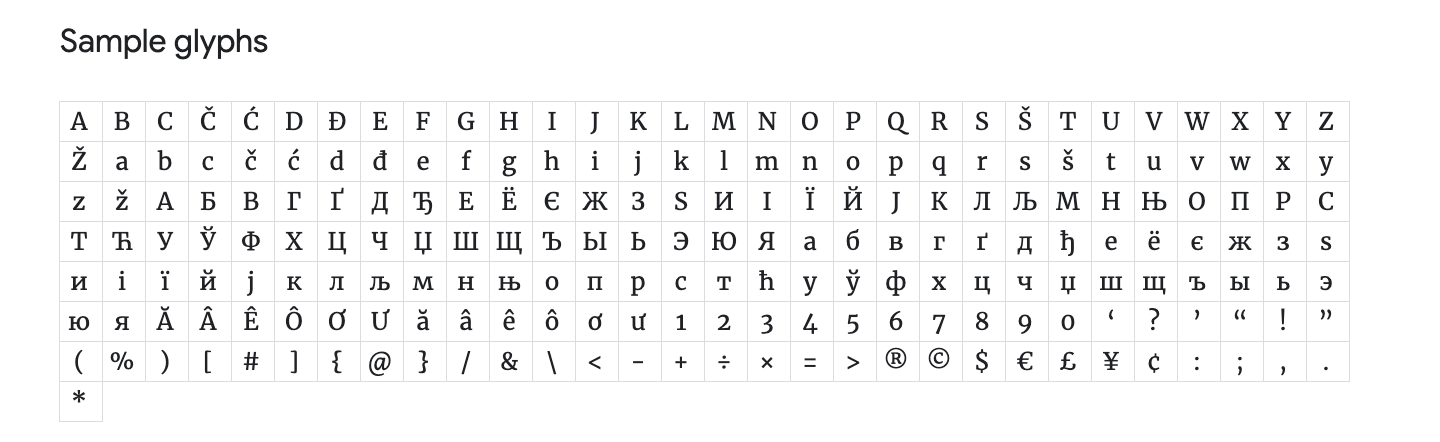 Sample glyphs
A B C Č Ć D Đ E F G H I J K L M N O P Q R S Š T U V W X Y Z
Ž a b c č ć d đ e f g h i j k l m n o p q r s š t u v w x y
z ž А Б В Г Ґ Д Ђ Е Ё Є Ж З Ѕ И І Ї Й Ј К Л Љ М Н Њ О П Р С
Т Ћ У Ў Ф Х Ц Ч Џ Ш Щ Ъ Ы Ь Э Ю Я а б в г ґ д ђ е ё є ж з ѕ
и і ї й ј к л љ м н њ о п р с т ћ у ў ф х ц ч џ ш щ ъ ы ь э
ю я Ă Â Ê Ô Ơ Ư ă â ê ô ơ ư 1 2 3 4 5 6 7 8 9 0 ‘ ? ’ “ ! ”
( % ) [ # ] { @ } / & \ < - + ÷ × = > ® © $ € £ ¥ ¢ : ; , .
*